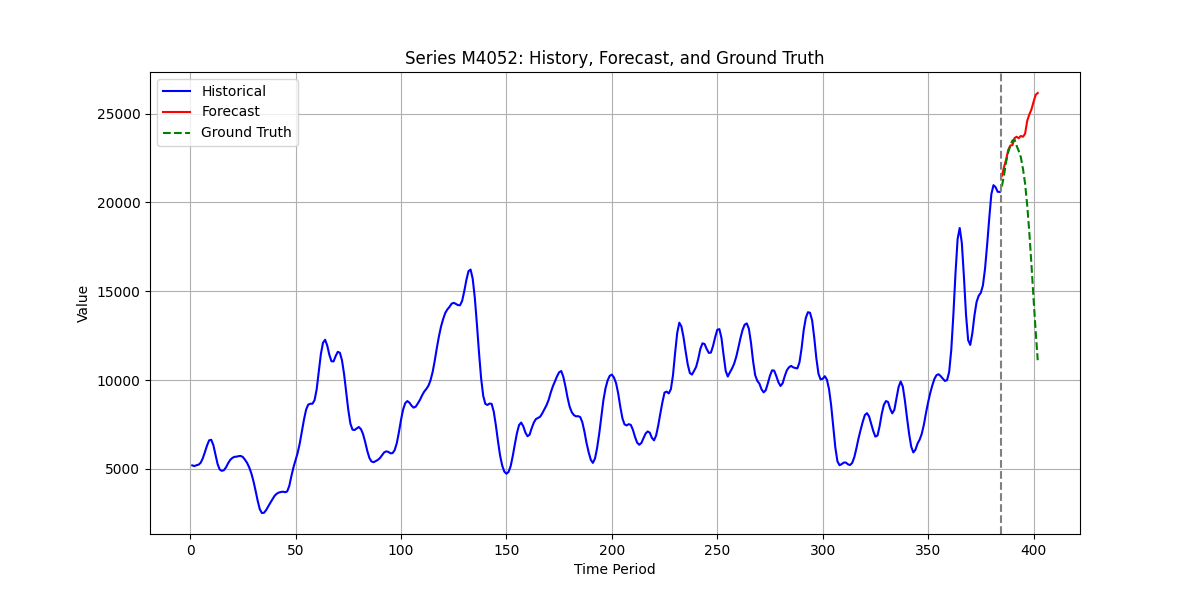 Series M4052: History, Forecast, and Ground Truth
Historical
Forecast
Ground Truth
25000
20000
15000
10000
5000
Value
0 50 100 150 200 250 300 350 400
Time Period